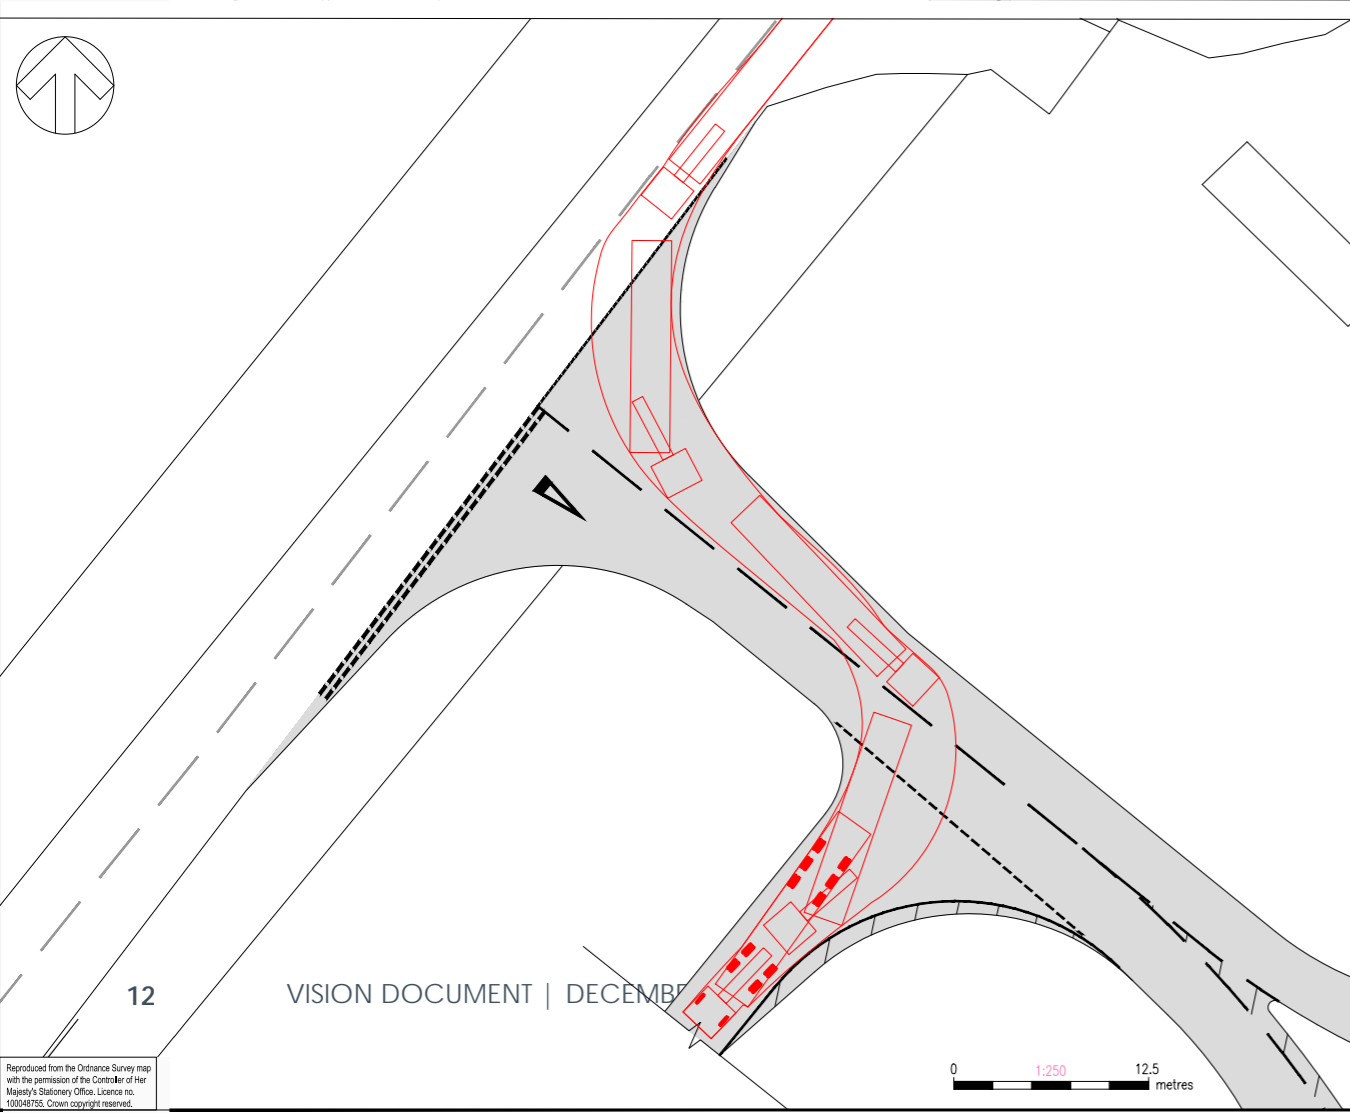 12
VISION DOCUMENT | DECEMBE
0 1:250 12.5
metres
Reproduced from the Ordnance Survey map
with the permission of the Controller of Her
Majesty's Stationery Office. Licence no.
100048755. Crown copyright reserved.